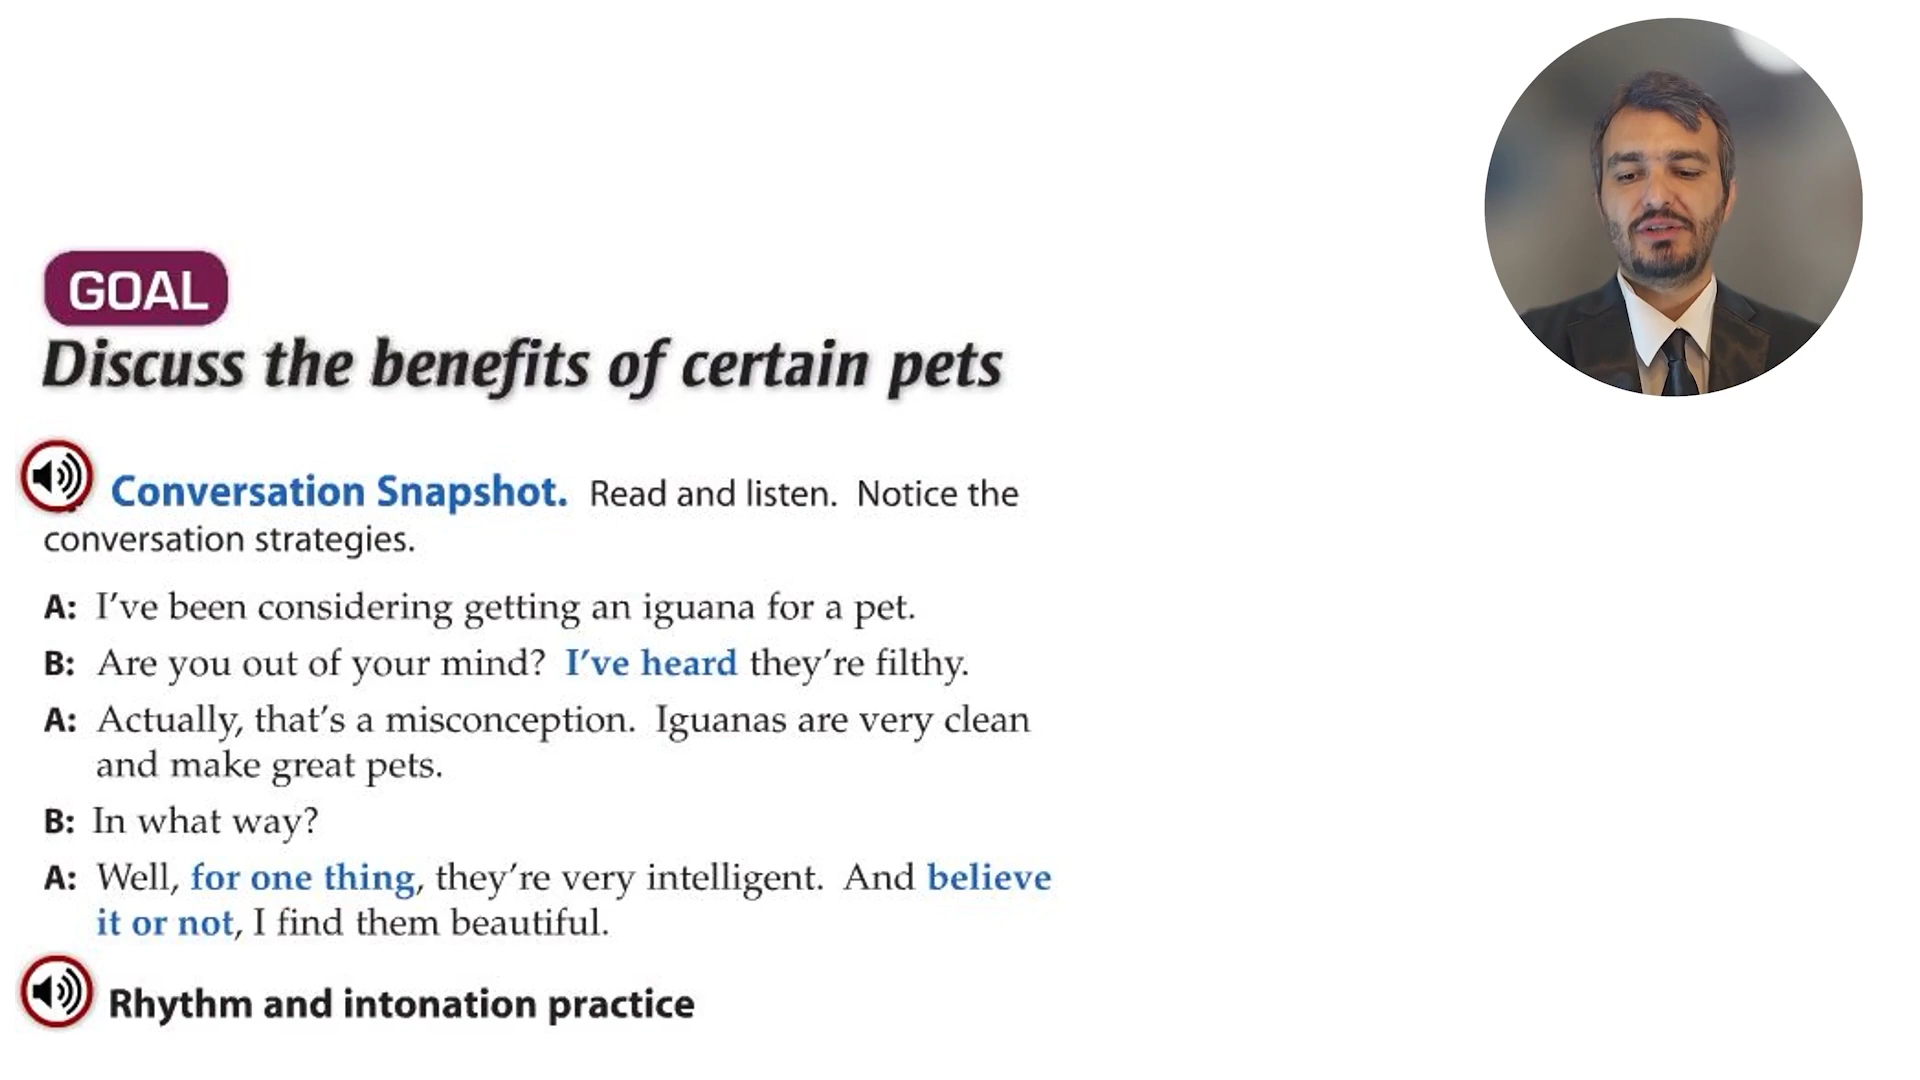 GOAL
Discuss the benefits of certain pets
Conversation Snapshot. Read and listen. Notice the
conversation strategies.
A: I’ve been considering getting an iguana for a pet.
B: Are you out of your mind? I’ve heard they’re filthy.
A: Actually, that’s a misconception. Iguanas are very clean
and make great pets.
B: In what way?
A: Well, for one thing, they’re very intelligent. And believe
it or not, I find them beautiful.
Rhythm and intonation practice